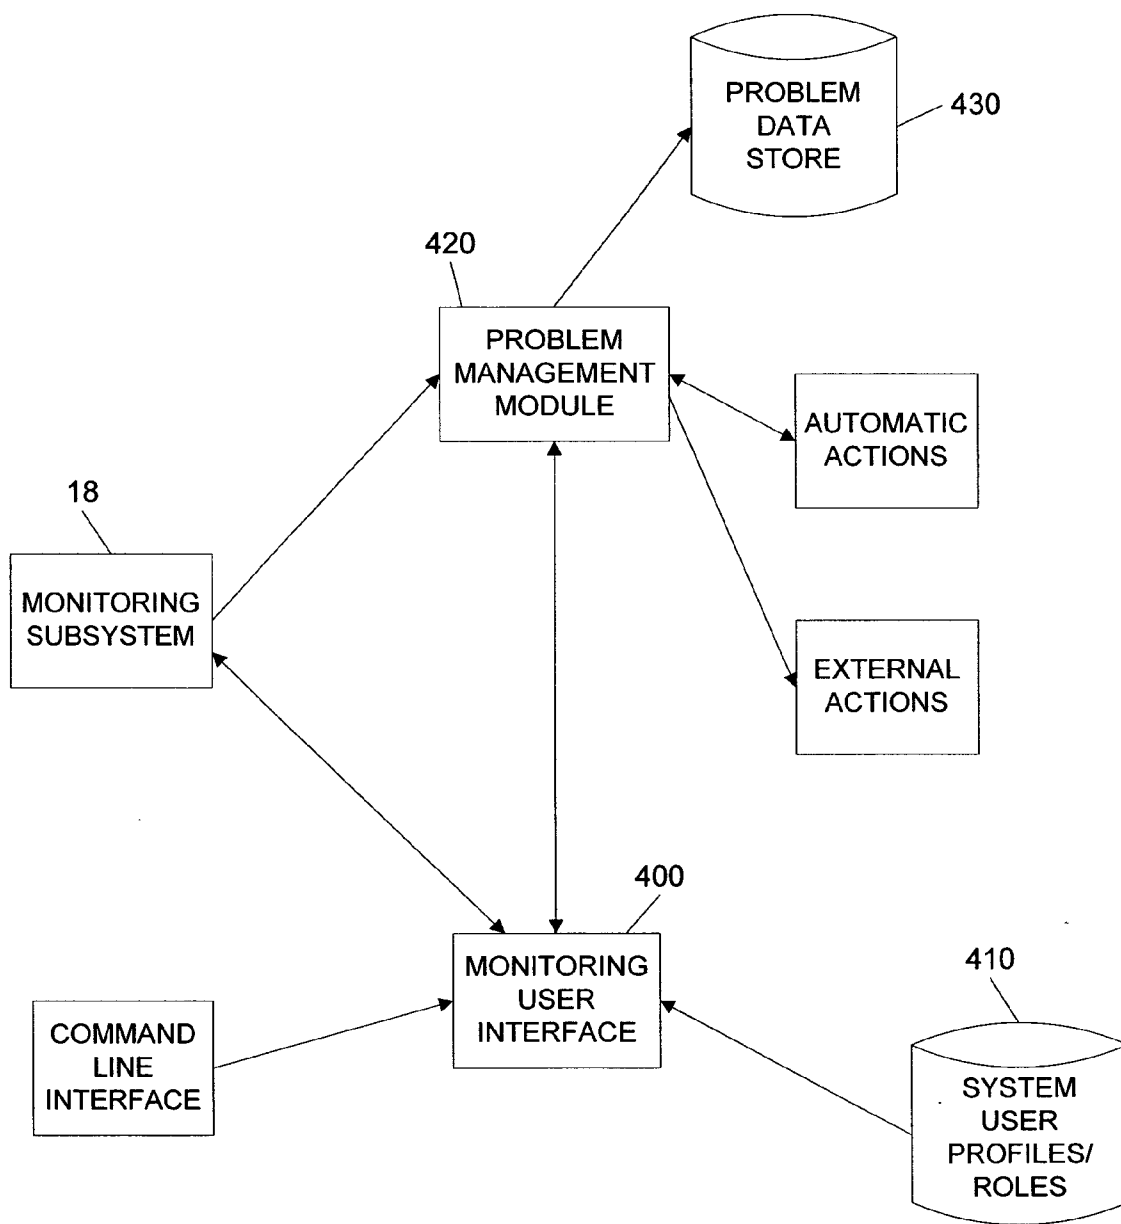 PROBLEM
DATA
STORE
430
420
PROBLEM
MANAGEMENT
MODULE
AUTOMATIC
ACTIONS
18
MONITORING
SUBSYSTEM
EXTERNAL
ACTIONS
400
MONITORING
USER
INTERFACE
410
COMMAND
LINE
INTERFACE
SYSTEM
USER
PROFILES/
ROLES